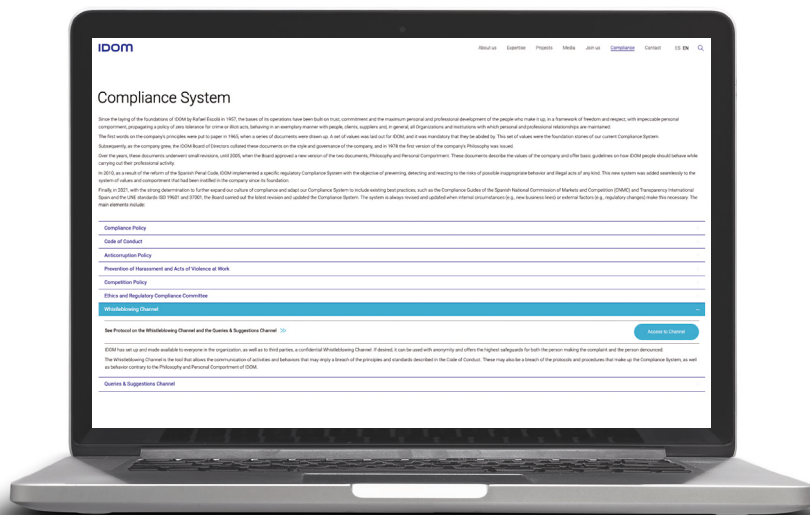 IDOM
About us Expertise Projects Media Join us Compliance Contact ES EN
Compliance System
Since the laying of the foundations of IDOM by Rafael Escolá in 1957, the bases of its operations have been built on trust, commitment and the maximum personal and professional development of the people who make it up, in a framework of freedom and respect, with impeccable personal
comportment, propagating a policy of zero tolerance for crime or illicit acts, behaving in an exemplary manner with people, clients, suppliers and, in general, all Organizations and Institutions with which personal and professional relationships are maintained.
The first words on the company's principles were put to paper in 1965, when a series of documents were drawn up. A set of values was laid out for IDOM, and it was mandatory that they be abided by. This set of values were the foundation stones of our current Compliance System.
Subsequently, as the company grew, the IDOM Board of Directors collated these documents on the style and governance of the company, and in 1978 the first version of the company's Philosophy was issued.
Over the years, these documents underwent small revisions, until 2005, when the Board approved a new version of the two documents, Philosophy and Personal Compartment. These documents describe the values of the company and offer basic guidelines on how IDOM people should behave while
carrying out their professional activity.
In 2010, as a result of the reform of the Spanish Penal Code, IDOM implemented a specific regulatory Compliance System with the objective of preventing, detecting and reacting to the risks of possible inappropriate behavior and illegal acts of any kind. This new system was added seamlessly to the
system of values and comportment that had been instilled in the company since its foundation.
Finally, in 2021, with the strong determination to further expand our culture of compliance and adapt our Compliance System to include existing best practices, such as the Compliance Guides of the Spanish National Commission of Markets and Competition (CNMC) and Transparency International
Spain and the UNE standards ISO 19601 and 37001, the Board carried out the latest revision and updated the Compliance System. The system is always revised and updated when internal circumstances (e.g., new business lines) or external factors (e.g., regulatory changes) make this necessary. The
main elements include:
Compliance Policy
Code of Conduct
Anticorruption Policy
Prevention of Harassment and Acts of Violence at Work
Competition Policy
Ethics and Regulatory Compliance Committee
Whistleblowing Channel
See Protocol on the Whistleblowing Channel and the Queries & Suggestions Channel
Access to Channel
IDOM has set up and made available to everyone in the organization, as well as to third parties, a confidential Whistleblowing Channel. If desired, it can be used with anonymity and offers the highest safeguards for both the person making the complaint and the person denounced.
The Whistleblowing Channel is the tool that allows the communication of activities and behaviors that may imply a breach of the principles and standards described in the Code of Conduct. These may also be a breach of the protocols and procedures that make up the Compliance System, as well
as behavior contrary to the Philosophy and Personal Compartment of IDOM.
Queries & Suggestions Channel